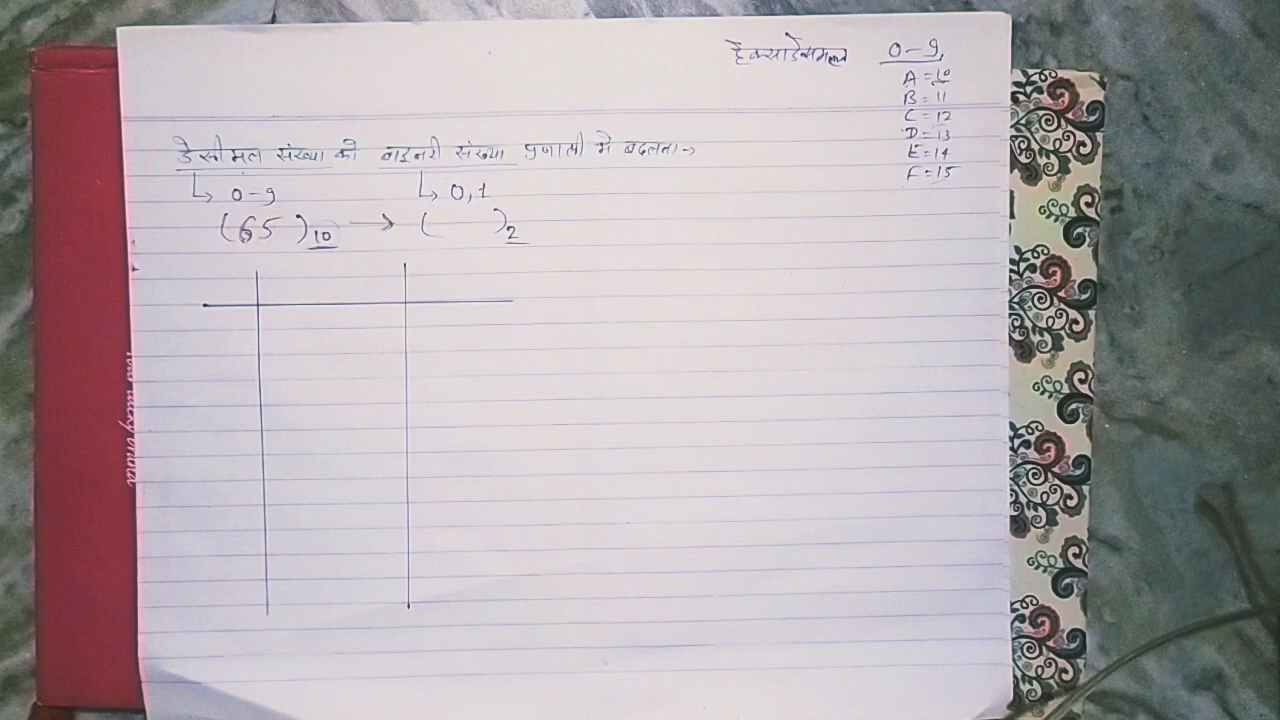 हैक्साडेसमल 0-9,
A = 10
B = 11
C = 12
D = 13
E = 14
F = 15
डेसीमल संख्या को बाइनरी संख्या प्रणाली मे बदलना →
↳ 0-9 ↳ 0,1
(65)10 → ( )2